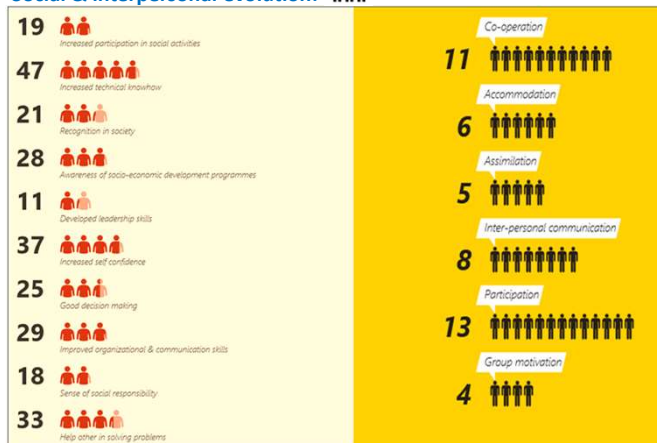 Social & Interpersonal evolution:
19
Increased participation in social activities
47
Increased technical knowhow
21
Recognition in society
28
Awareness of socio-economic development programmes
11
Developed leadership skills
37
Increased self confidence
25
Good decision making
29
Improved organizational & communication skills
18
Sense of social responsibility
33
Help other in solving problems
Co-operation
11
Accommodation
6
Assimilation
5
Inter-personal communication
8
Participation
13
Group motivation
4